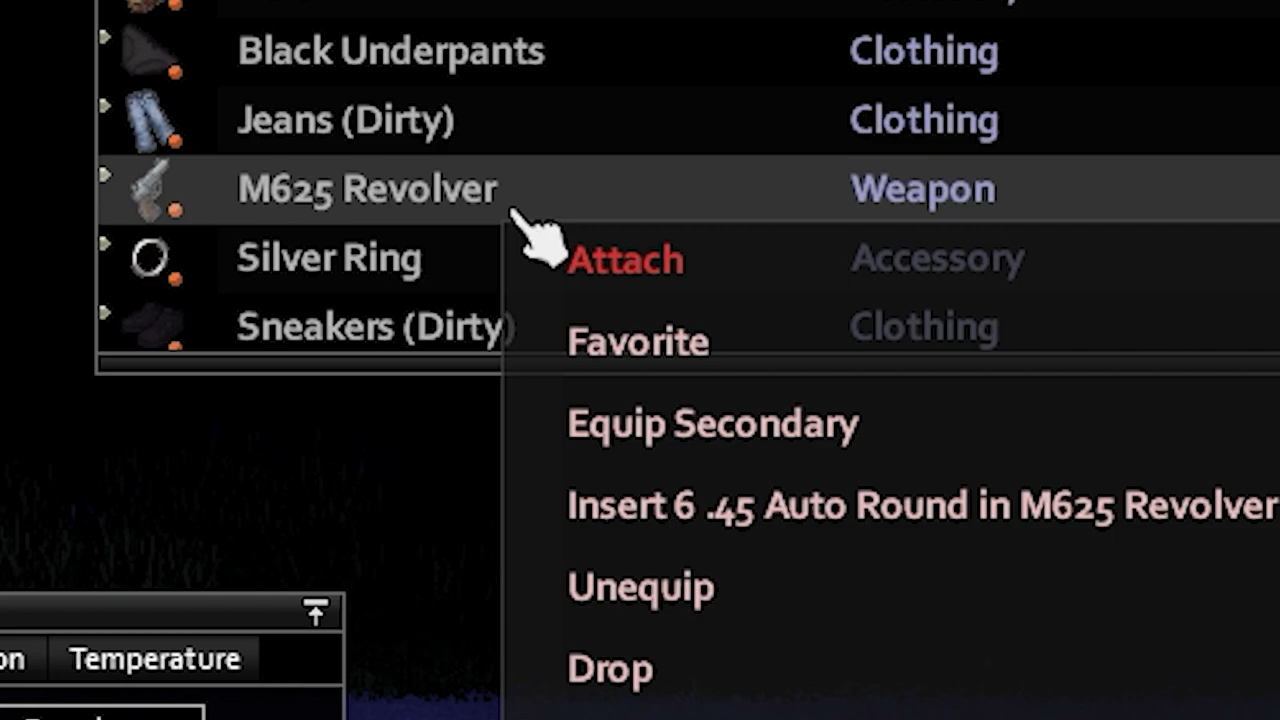 Black Underpants Clothing
Jeans (Dirty) Clothing
M625 Revolver Weapon
Silver Ring Accessory
Sneakers (Dirty) Clothing
Attach
Favorite
Equip Secondary
Insert 6 .45 Auto Round in M625 Revolver
Unequip
Drop
on Temperature